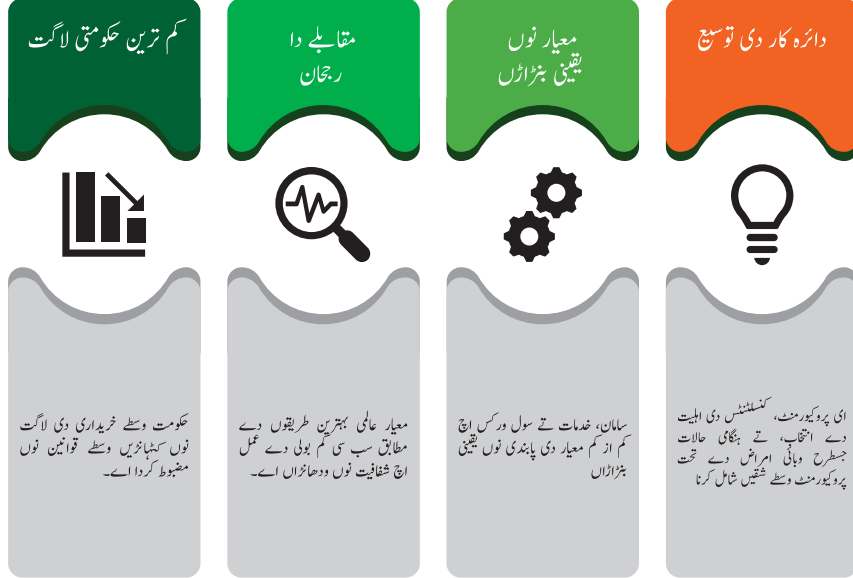 دائرہ کار دی توسیع
معیار نوں
یقینی بنڑاڑں
مقابلے دا
رجحان
کم ترین حکومتی لاگت
ای پروکیورمنٹ، کنسلٹنٹس دی اہلیت
دے انتخاب، تے ہنگامی حالات
جسطرح وبائی امراض دے تحت
پروکیورمنٹ وسطے شقیں شامل کرنا
سامان، خدمات تے سول ورکس اچ
کم از کم معیار دی پابندی نوں یقینی
بنڑاڑاں
معیار عالمی بہترین طریقوں دے
مطابق سب سی کم بولی دے عمل
اچ شفافیت نوں ودھانڑاں اے۔
حکومت وسطے خریداری دی لاگت
نوں کہٹہانڑیں وسطے قوانین نوں
مضبوط کردا اے۔